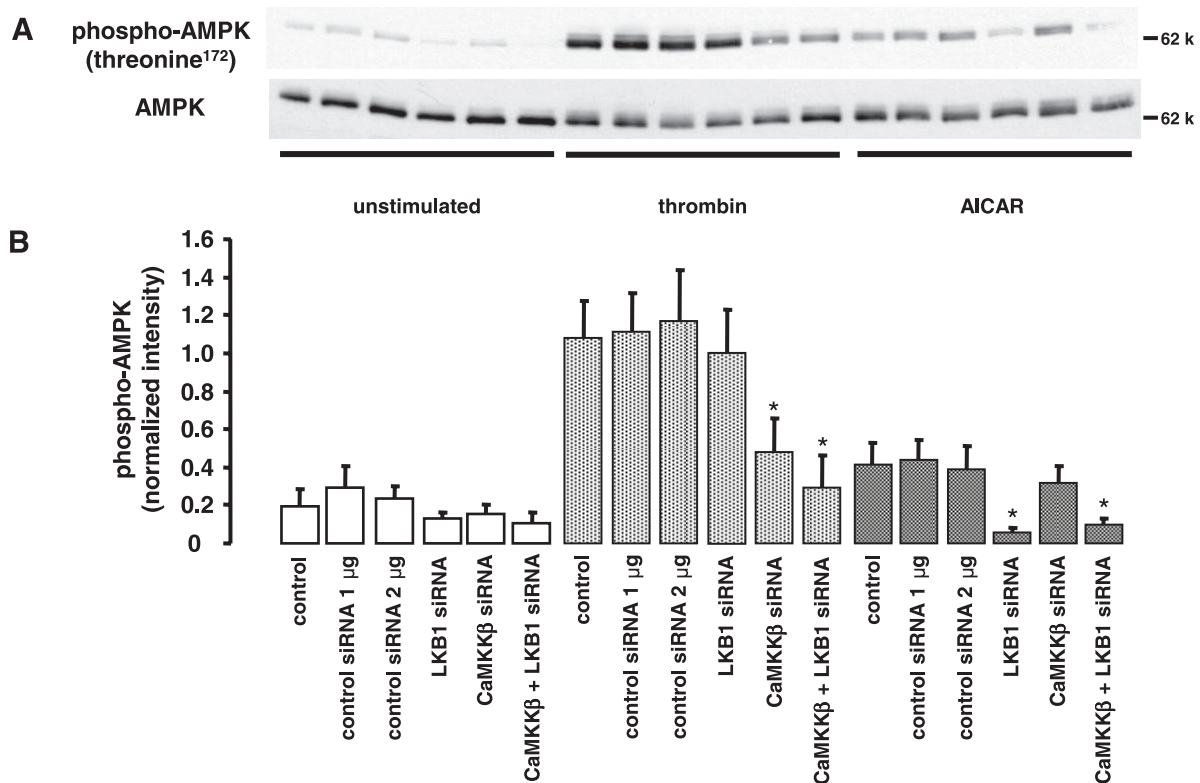 A
phospho-AMPK
(threonine¹⁷²)
62 k
AMPK
62 k
unstimulated
thrombin
AICAR
B
phospho-AMPK
(normalized intensity)
1.6
1.4
1.2
1.0
0.8
0.6
0.4
0.2
0
*
*
*
*
control
control siRNA 1 µg
control siRNA 2 µg
LKB1 siRNA
CaMKKβ siRNA
CaMKKβ + LKB1 siRNA
control
control siRNA 1 µg
control siRNA 2 µg
LKB1 siRNA
CaMKKβ siRNA
CaMKKβ + LKB1 siRNA
control
control siRNA 1 µg
control siRNA 2 µg
LKB1 siRNA
CaMKKβ siRNA
CaMKKβ + LKB1 siRNA